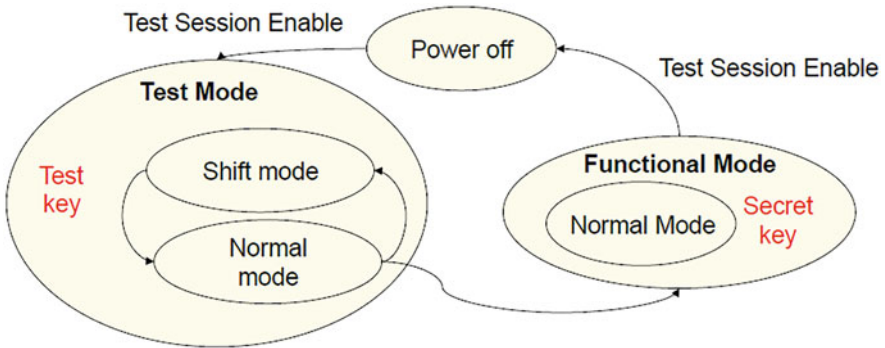 Test Session Enable
Power off
Test Session Enable
Test Mode
Shift mode
Test
key
Normal
mode
Functional Mode
Normal Mode
Secret
key